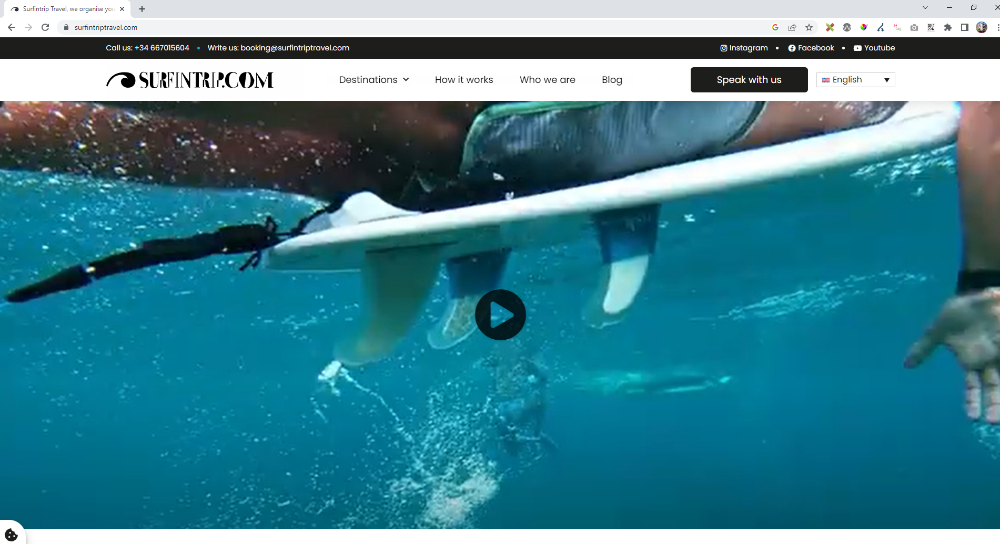 Surfintrip Travel, we organise you
surfintriptravel.com
Call us: +34 667015604 • Write us: booking@surfintriptravel.com
Instagram • Facebook • Youtube
SURFINTRIP.COM
Destinations
How it works
Who we are
Blog
Speak with us
English